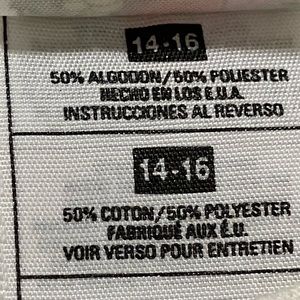 14-16
50% ALGODON/50% POLIESTER
HECHO EN LOS E.U.A.
INSTRUCCIONES AL REVERSO
14-16
50% COTON/50% POLYESTER
FABRIQUÉ AUX É.U.
VOIR VERSO POUR ENTRETIEN